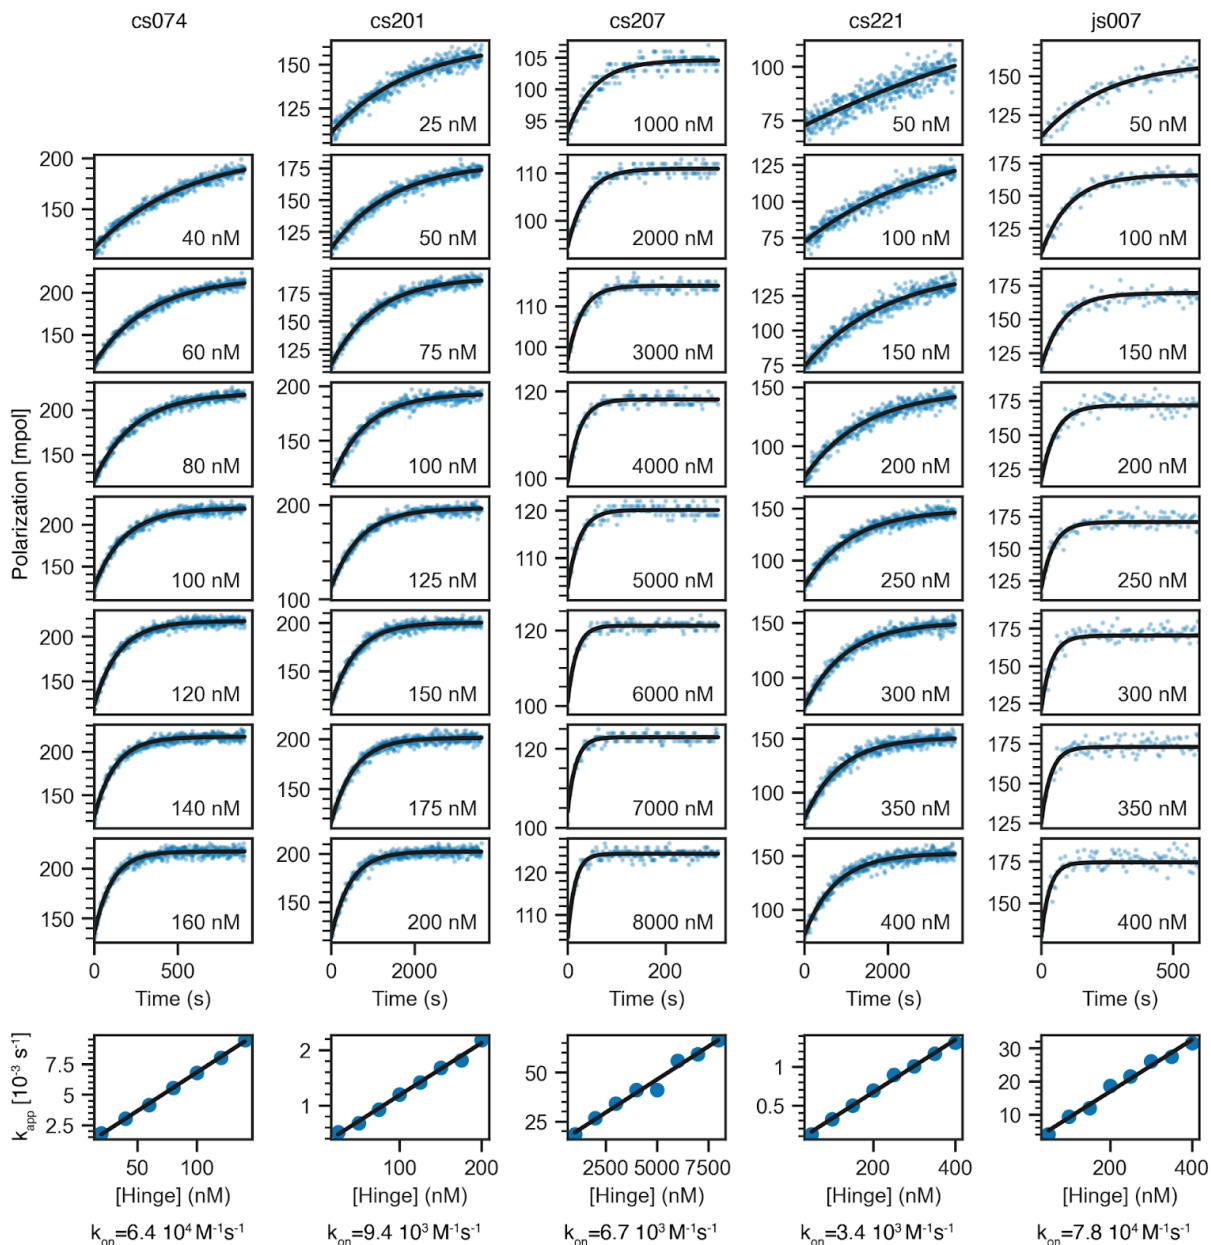 cs074 cs201 cs207 cs221 js007
150 125 25 nM
105 100 95 1000 nM
100 75 50 nM
150 125 50 nM
200 150 40 nM
175 150 125 50 nM
110 100 2000 nM
125 100 75 100 nM
175 150 125 100 nM
200 150 60 nM
175 150 125 75 nM
110 100 3000 nM
125 100 75 150 nM
175 150 125 150 nM
Polarization [mpol]
200 150 80 nM
200 150 100 nM
120 100 4000 nM
150 100 200 nM
175 150 125 200 nM
200 150 100 nM
200 100 125 nM
120 110 5000 nM
150 100 250 nM
175 150 125 250 nM
200 150 120 nM
200 150 150 nM
120 100 6000 nM
150 100 300 nM
175 150 125 300 nM
200 150 140 nM
200 150 175 nM
120 100 7000 nM
150 100 350 nM
175 150 125 350 nM
200 150 160 nM
200 150 200 nM
120 110 8000 nM
150 100 400 nM
175 150 400 nM
0 500 0 2000 0 200 0 2000 0 500
Time (s) Time (s) Time (s) Time (s) Time (s)
k_app [10⁻³ s⁻¹]
7.5 5.0 2.5
2 1
50 25
1 0.5
30 20 10
50 100 100 200 2500 5000 7500 200 400 200 400
[Hinge] (nM) [Hinge] (nM) [Hinge] (nM) [Hinge] (nM) [Hinge] (nM)
k_on=6.4 10⁴ M⁻¹s⁻¹ k_on=9.4 10³ M⁻¹s⁻¹ k_on=6.7 10³ M⁻¹s⁻¹ k_on=3.4 10³ M⁻¹s⁻¹ k_on=7.8 10⁴ M⁻¹s⁻¹